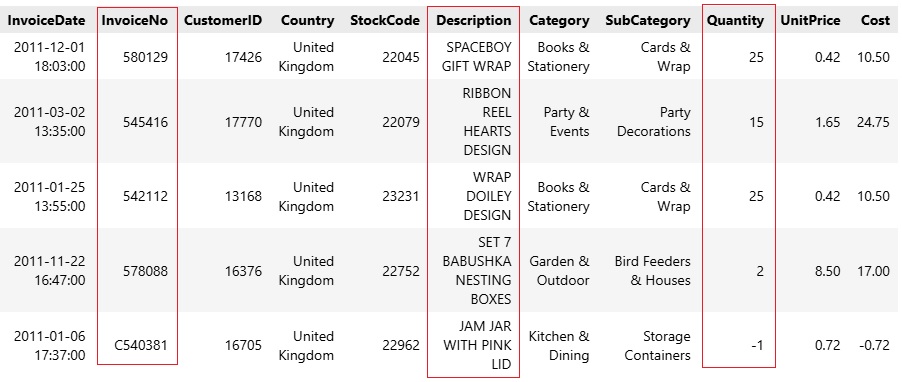 InvoiceDate InvoiceNo CustomerID Country StockCode Description Category SubCategory Quantity UnitPrice Cost
2011-12-01 18:03:00 580129 17426 United Kingdom 22045 SPACEBOY GIFT WRAP Books & Stationery Cards & Wrap 25 0.42 10.50
2011-03-02 13:35:00 545416 17770 United Kingdom 22079 RIBBON REEL HEARTS DESIGN Party & Events Party Decorations 15 1.65 24.75
2011-01-25 13:55:00 542112 13168 United Kingdom 23231 WRAP DOILEY DESIGN Books & Stationery Cards & Wrap 25 0.42 10.50
2011-11-22 16:47:00 578088 16376 United Kingdom 22752 SET 7 BABUSHKA NESTING BOXES Garden & Outdoor Bird Feeders & Houses 2 8.50 17.00
2011-01-06 17:37:00 C540381 16705 United Kingdom 22962 JAM JAR WITH PINK LID Kitchen & Dining Storage Containers -1 0.72 -0.72